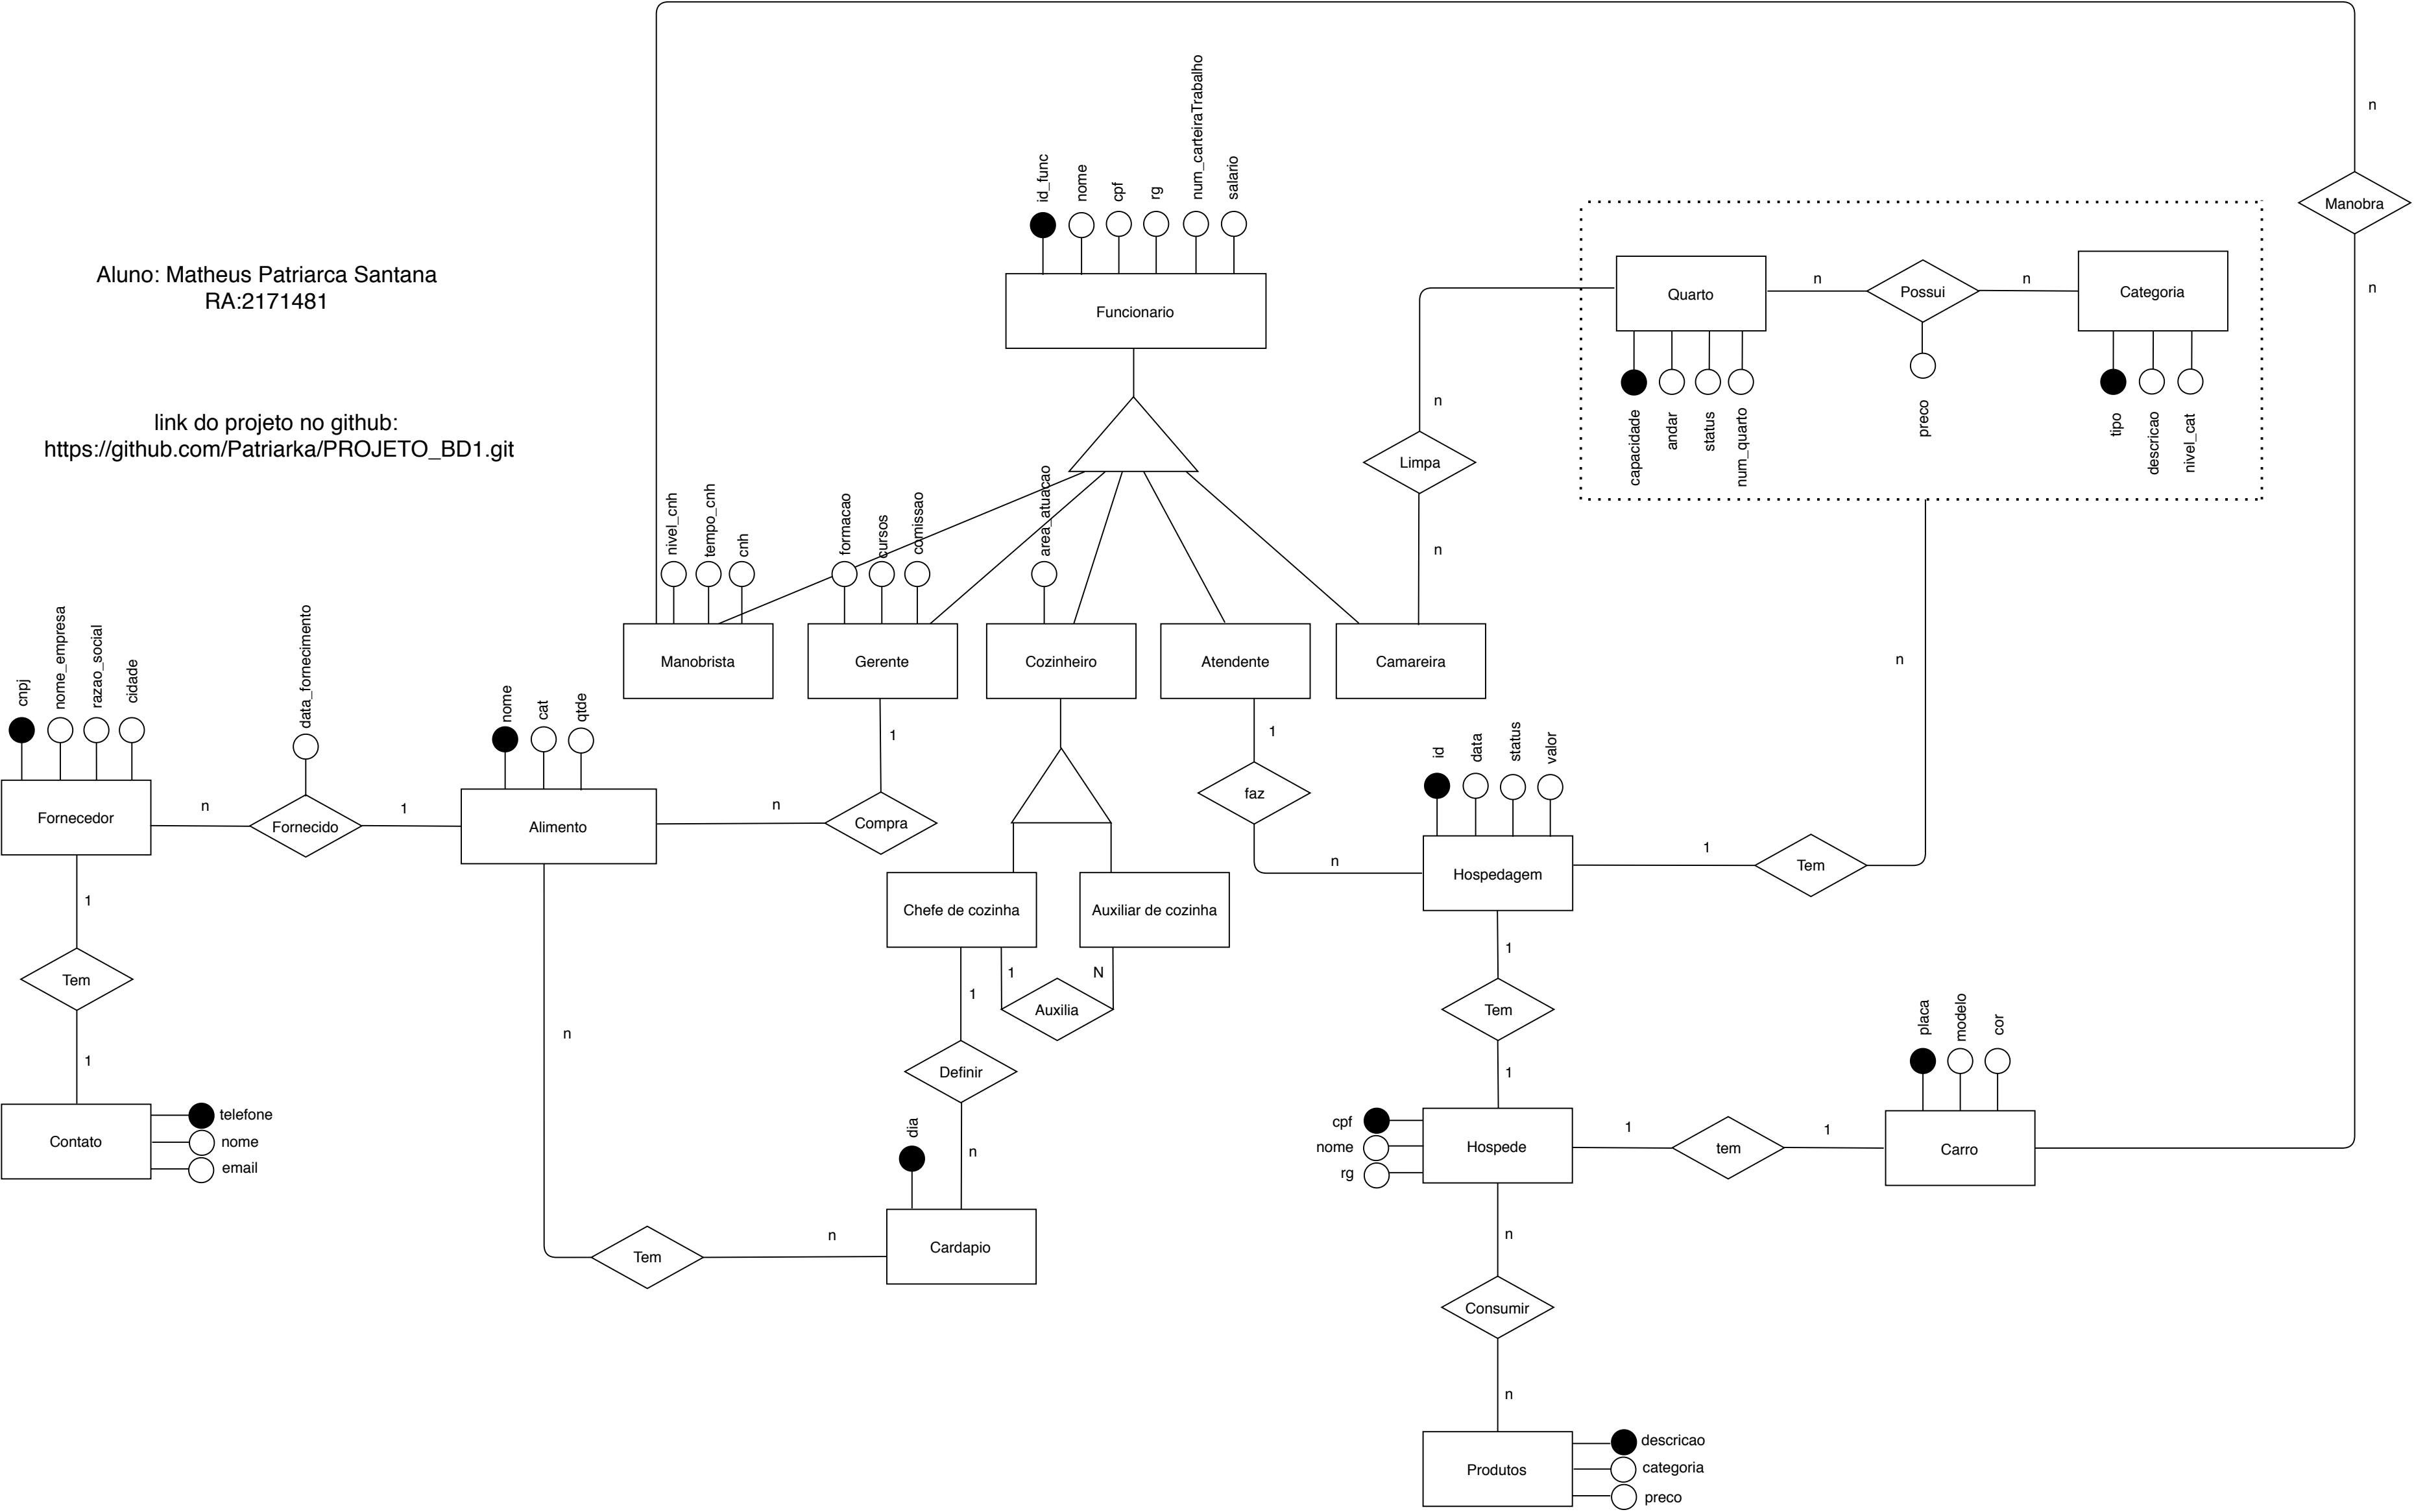 n
Manobra
n
id_func
nome
cpf
rg
num_carteiraTrabalho
salario
Funcionario
Aluno: Matheus Patriarca Santana
RA:2171481
link do projeto no github:
https://github.com/Patriarka/PROJETO_BD1.git
Quarto
n
Possui
n
Categoria
capacidade
andar
status
num_quarto
preco
tipo
descricao
nivel_cat
n
Limpa
n
nivel_cnh
tempo_cnh
cnh
formacao
cursos
comissao
area_atuacao
Manobrista
Gerente
Cozinheiro
Atendente
Camareira
n
cnpj
nome_empresa
razao_social
cidade
data_fornecimento
nome
cat
qtde
1
1
id
data
status
valor
Fornecedor
n
Fornecido
1
Alimento
n
Compra
faz
n
Hospedagem
1
Tem
Chefe de cozinha
Auxiliar de cozinha
1
1
N
Auxilia
1
Definir
n
1
Tem
1
1
Tem
1
Contato
telefone
nome
email
n
Tem
n
dia
Cardapio
placa
modelo
cor
cpf
nome
rg
Hospede
1
tem
1
Carro
n
Consumir
n
Produtos
descricao
categoria
preco